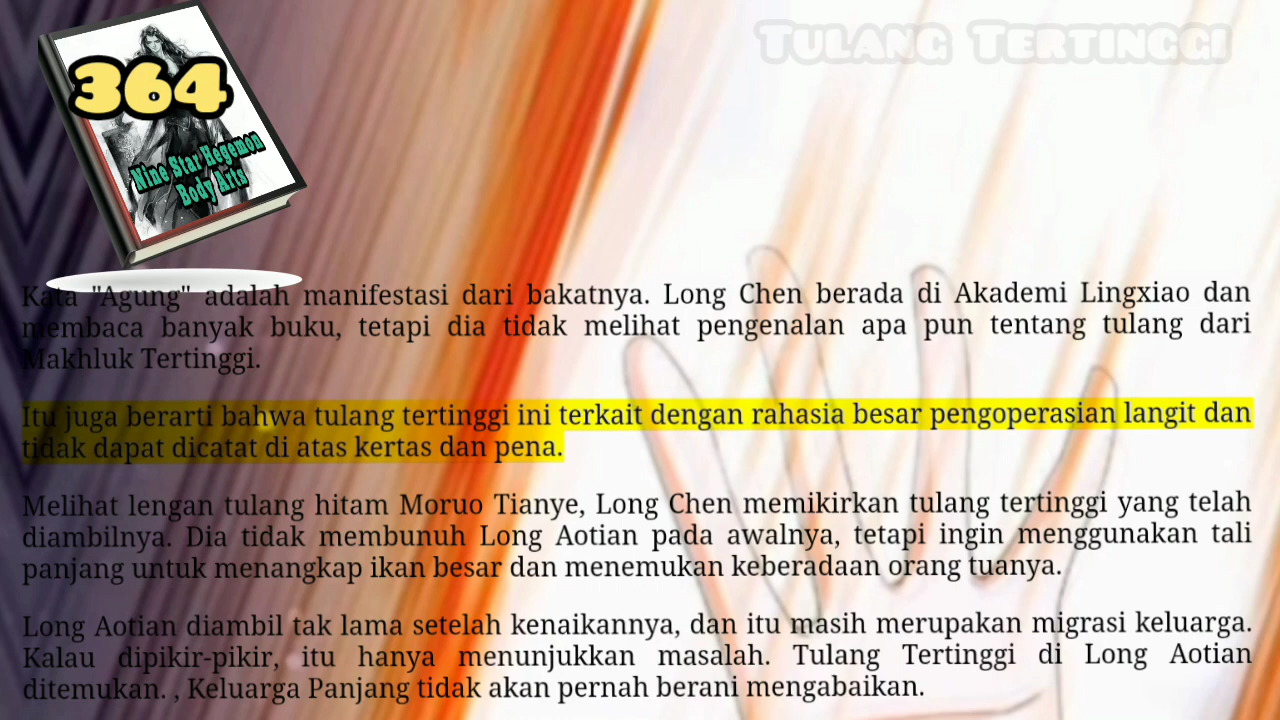 Tulang Tertinggi
364
Nine Star Hegemon
Body Arts
Kata "Agung" adalah manifestasi dari bakatnya. Long Chen berada di Akademi Lingxiao dan
membaca banyak buku, tetapi dia tidak melihat pengenalan apa pun tentang tulang dari
Makhluk Tertinggi.
Itu juga berarti bahwa tulang tertinggi ini terkait dengan rahasia besar pengoperasian langit dan
tidak dapat dicatat di atas kertas dan pena.
Melihat lengan tulang hitam Moruo Tianye, Long Chen memikirkan tulang tertinggi yang telah
diambilnya. Dia tidak membunuh Long Aotian pada awalnya, tetapi ingin menggunakan tali
panjang untuk menangkap ikan besar dan menemukan keberadaan orang tuanya.
Long Aotian diambil tak lama setelah kenaikannya, dan itu masih merupakan migrasi keluarga.
Kalau dipikir-pikir, itu hanya menunjukkan masalah. Tulang Tertinggi di Long Aotian
ditemukan. , Keluarga Panjang tidak akan pernah berani mengabaikan.